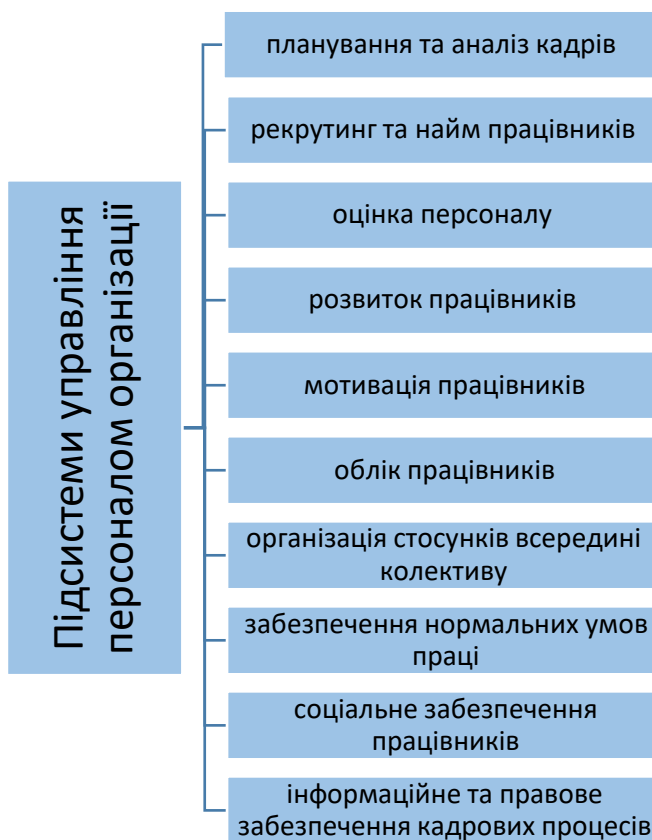 Підсистеми управління
персоналом організації
планування та аналіз кадрів
рекрутинг та найм працівників
оцінка персоналу
розвиток працівників
мотивація працівників
облік працівників
організація стосунків всередині
колективу
забезпечення нормальних умов
праці
соціальне забезпечення
працівників
інформаційне та правове
забезпечення кадрових процесів